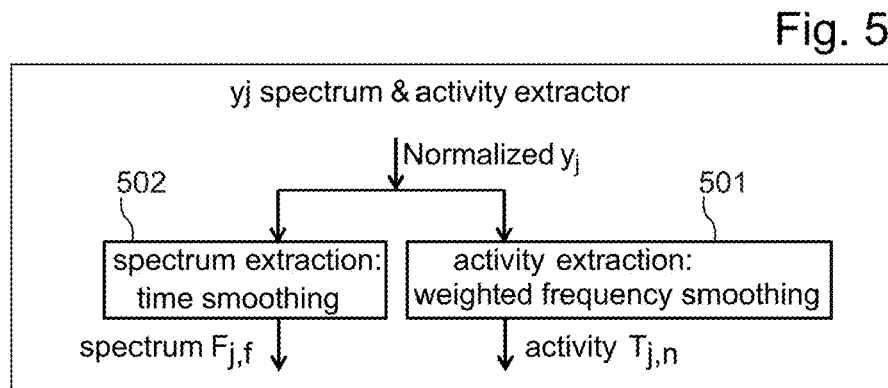 Fig. 5
yj spectrum & activity extractor
Normalized yj
502
501
spectrum extraction:
time smoothing
activity extraction:
weighted frequency smoothing
spectrum Fj,f
activity Tj,n